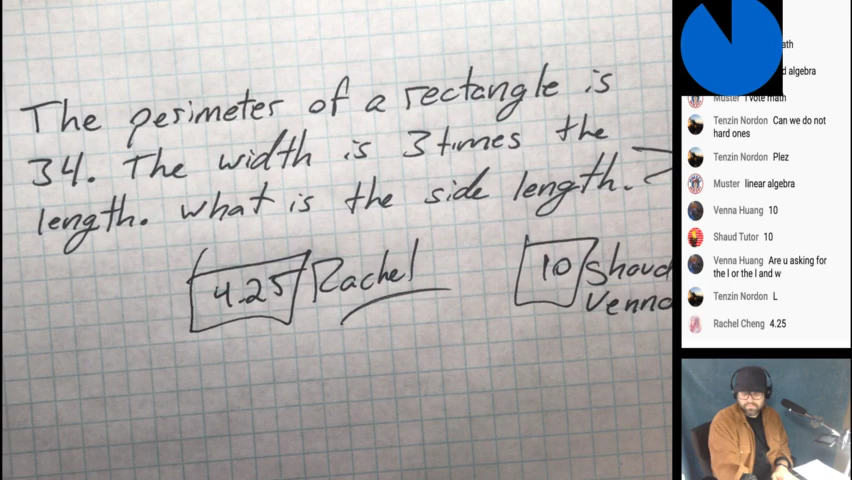 The perimeter of a rectangle is
34. The width is 3 times the
length. what is the side length.
4.25 Rachel
10 Shoud
Venna
ath
d algebra
Muster I vote math
Tenzin Nordon Can we do not
hard ones
Tenzin Nordon Plez
Muster linear algebra
Venna Huang 10
Shaud Tutor 10
Venna Huang Are u asking for
the l or the l and w
Tenzin Nordon L
Rachel Cheng 4.25